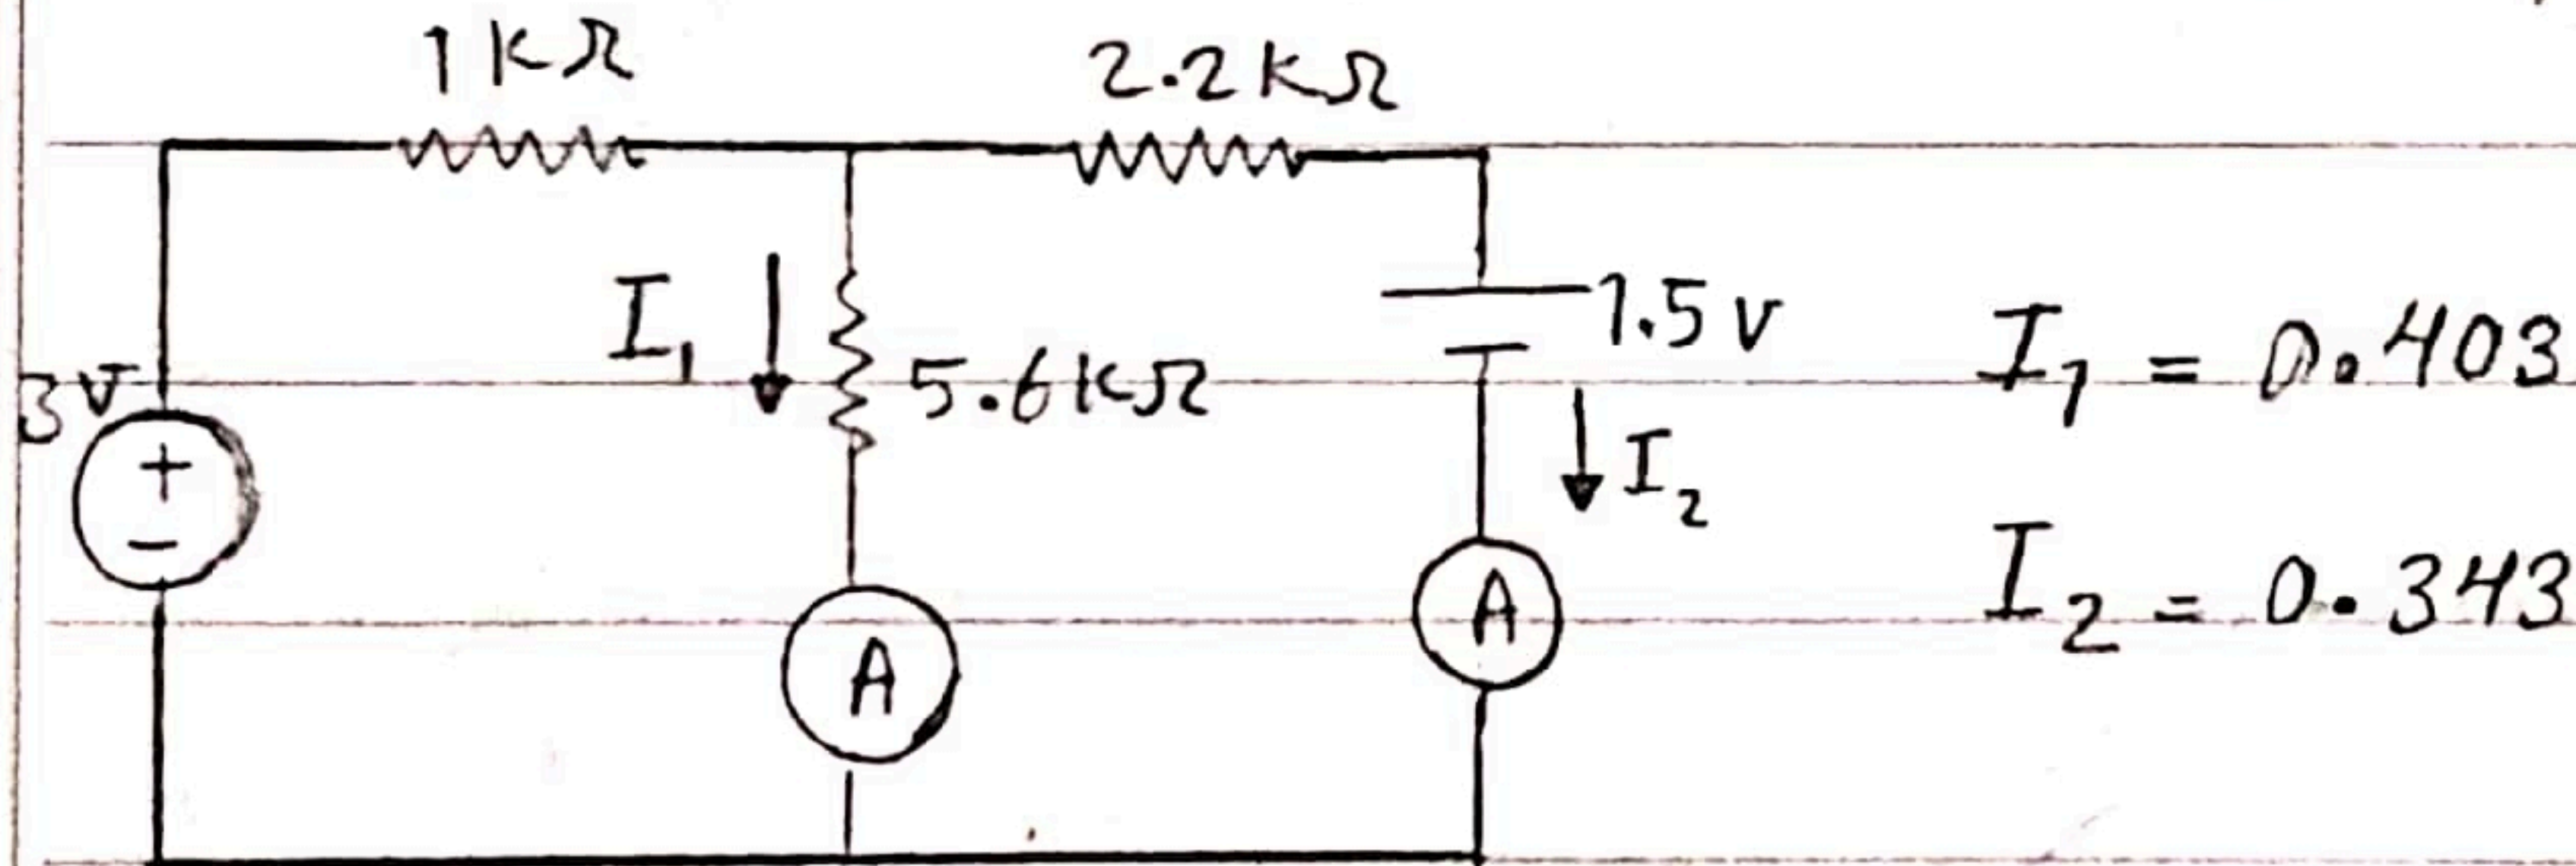 1KΩ
2.2KΩ
I1
5.6KΩ
1.5V
3V
+
−
I2
A
A
I1 = 0.403
I2 = 0.343